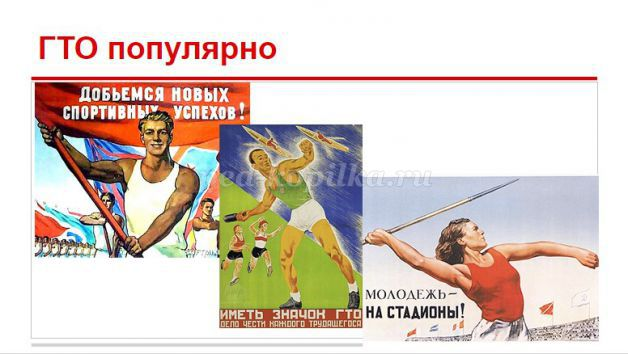 ГТО популярно
ДОБЬЕМСЯ НОВЫХ
СПОРТИВНЫХ УСПЕХОВ!
ИМЕТЬ ЗНАЧОК ГТО
ДЕЛО ЧЕСТИ КАЖДОГО ТРУДЯЩЕГОСЯ
МОЛОДЕЖЬ–
НА СТАДИОНЫ!